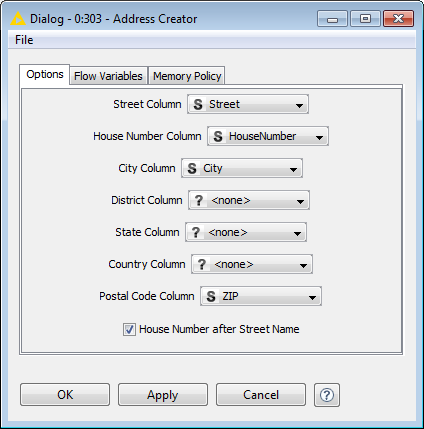 Dialog - 0:303 - Address Creator
File
Options Flow Variables Memory Policy
Street Column S Street
House Number Column S HouseNumber
City Column S City
District Column ? <none>
State Column ? <none>
Country Column ? <none>
Postal Code Column S ZIP
House Number after Street Name
OK Apply Cancel ?